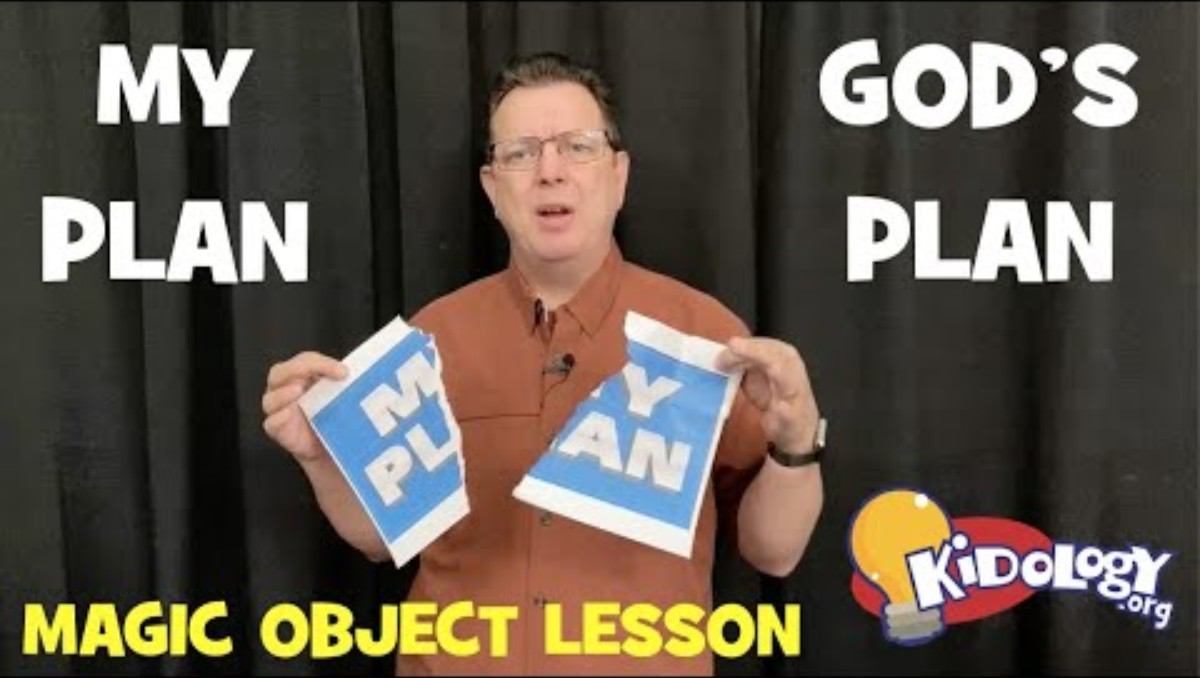 MY
PLAN
GOD'S
PLAN
M
PL
Y
AN
MAGIC OBJECT LESSON
KiDOLOGY
.org